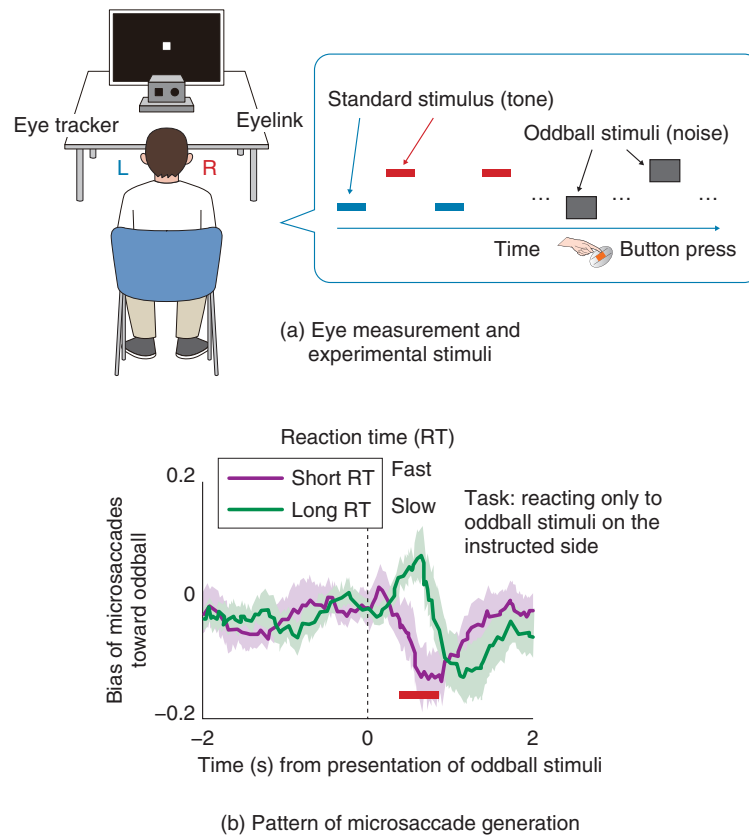 Eye tracker
Eyelink
L
R
Standard stimulus (tone)
Oddball stimuli (noise)
... ... ...
Time
Button press
(a) Eye measurement and
experimental stimuli
Reaction time (RT)
Short RT
Fast
Long RT
Slow
Task: reacting only to
oddball stimuli on the
instructed side
Bias of microsaccades
toward oddball
0.2
0
−0.2
−2
0
2
Time (s) from presentation of oddball stimuli
(b) Pattern of microsaccade generation